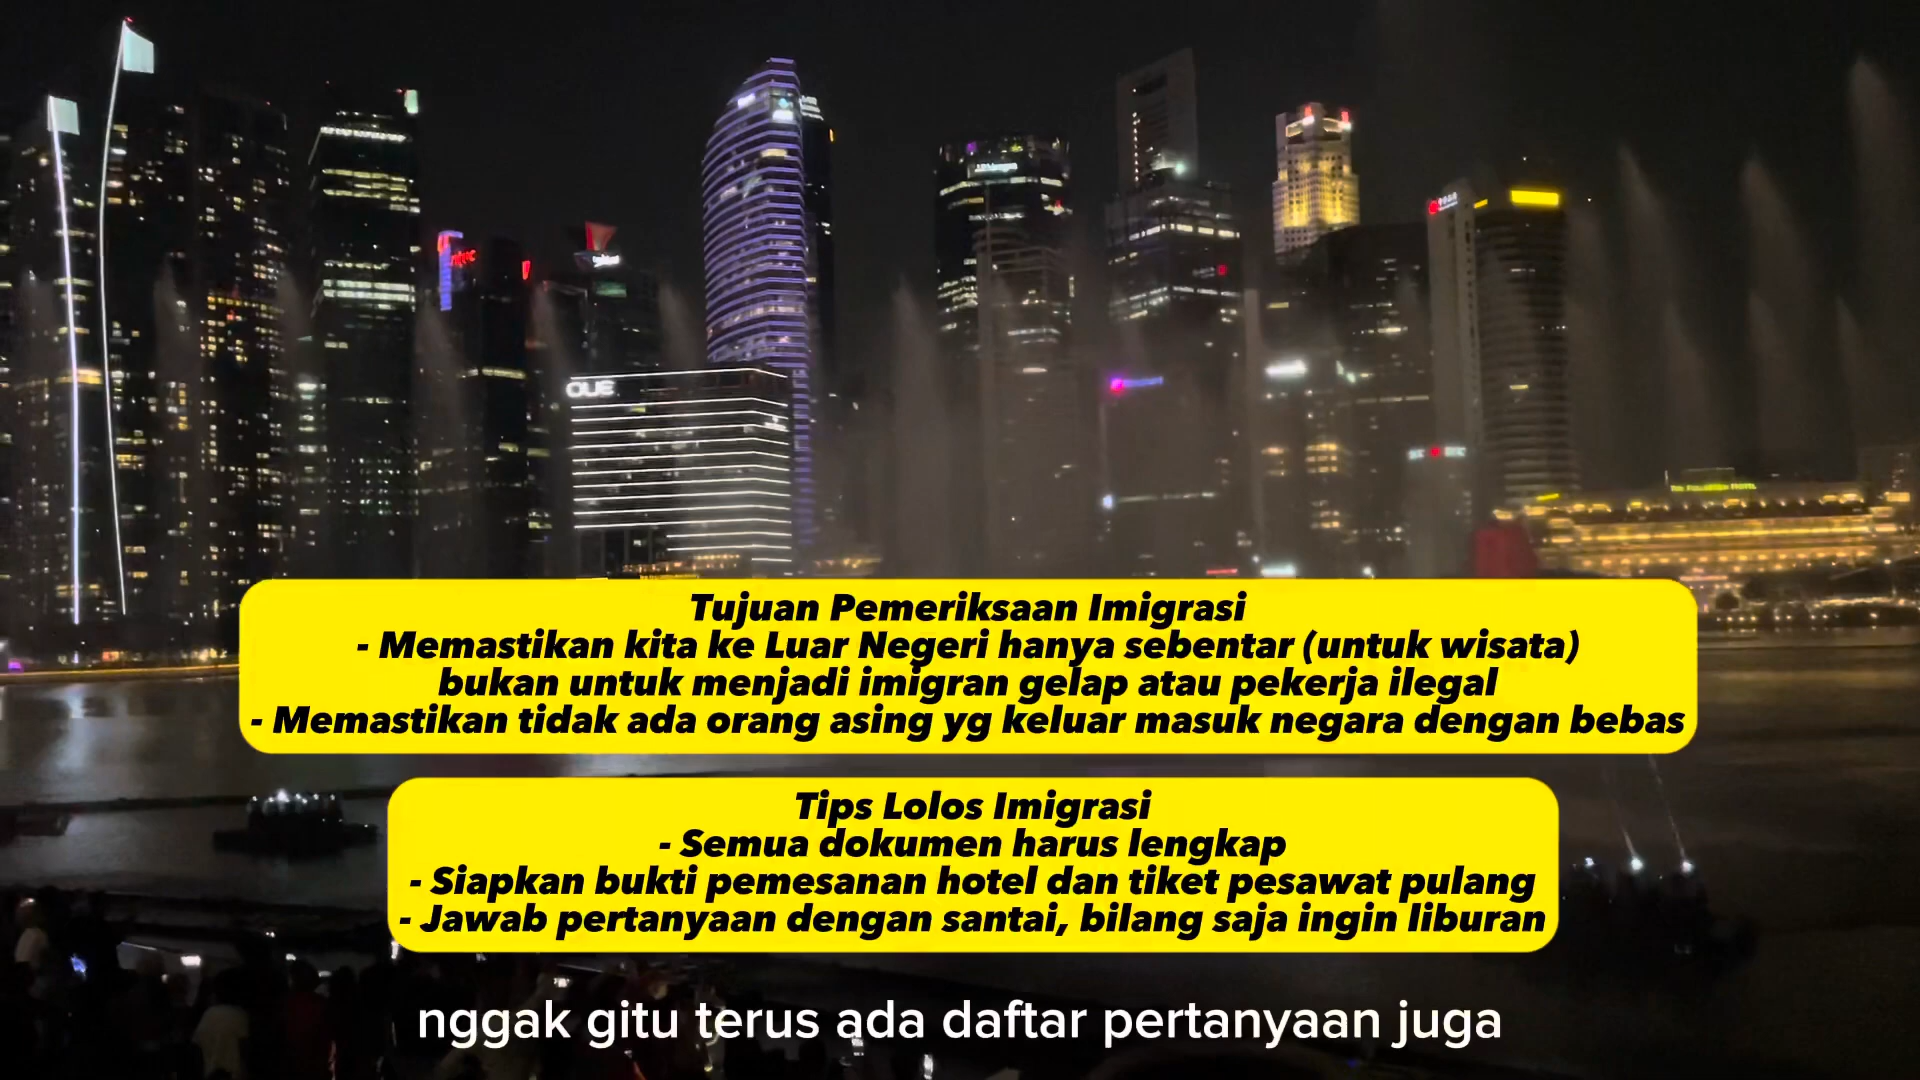 OUE
THE FULLERTON HOTEL
Tujuan Pemeriksaan Imigrasi
- Memastikan kita ke Luar Negeri hanya sebentar (untuk wisata)
bukan untuk menjadi imigran gelap atau pekerja ilegal
- Memastikan tidak ada orang asing yg keluar masuk negara dengan bebas
Tips Lolos Imigrasi
- Semua dokumen harus lengkap
- Siapkan bukti pemesanan hotel dan tiket pesawat pulang
- Jawab pertanyaan dengan santai, bilang saja ingin liburan
nggak gitu terus ada daftar pertanyaan juga